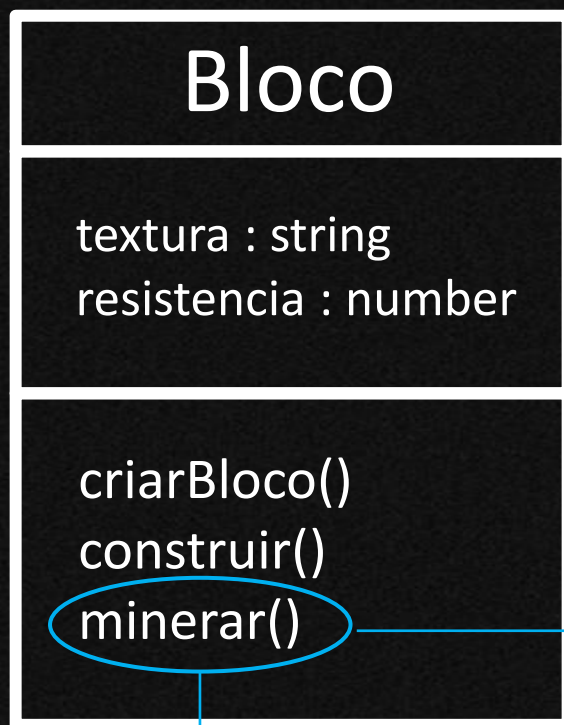 Bloco
textura : string
resistencia : number
criarBloco()
construir()
minerar()